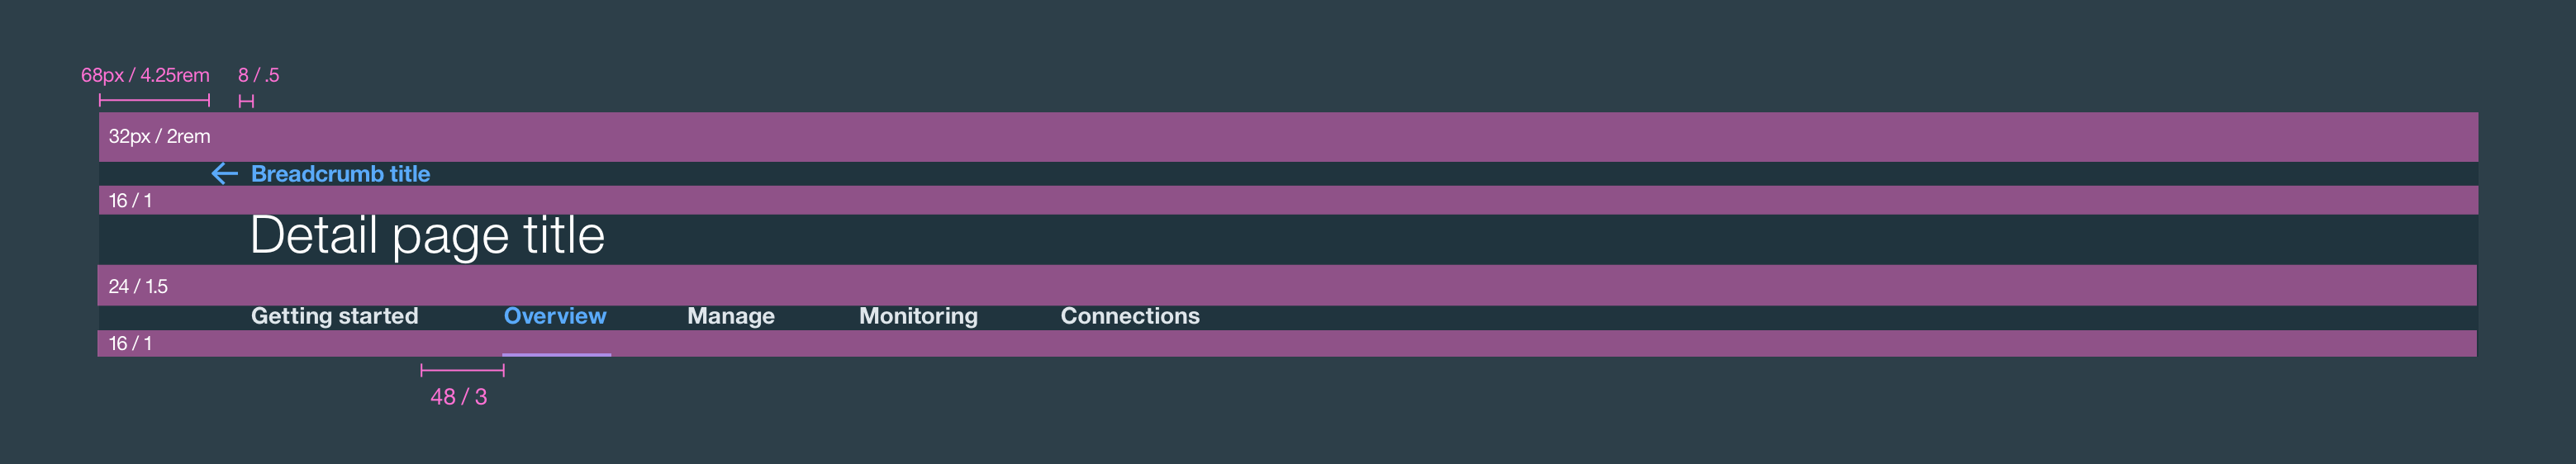 68px / 4.25rem 8 / .5
32px / 2rem
Breadcrumb title
16 / 1
Detail page title
24 / 1.5
Getting started Overview Manage Monitoring Connections
16 / 1
48 / 3